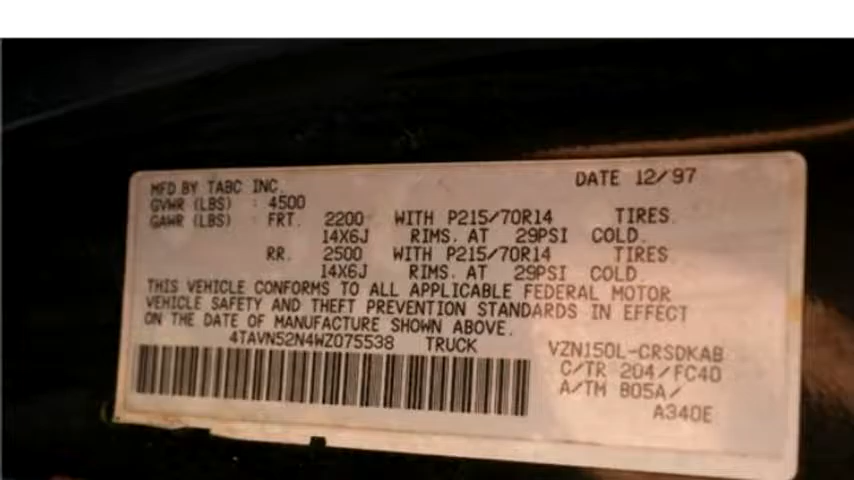 MFD BY TABC INC. DATE 12/97
GVWR (LBS) : 4500
GAWR (LBS) FRT. 2200 WITH P215/70R14 TIRES
14X6J RIMS. AT 29PSI COLD.
RR. 2500 WITH P215/70R14 TIRES
14X6J RIMS. AT 29PSI COLD.
THIS VEHICLE CONFORMS TO ALL APPLICABLE FEDERAL MOTOR
VEHICLE SAFETY AND THEFT PREVENTION STANDARDS IN EFFECT
ON THE DATE OF MANUFACTURE SHOWN ABOVE.
4TAVN52N4WZ075538 TRUCK VZN150L-CRSDKAB
C/TR 204/FC40
A/TM B05A/
A340E